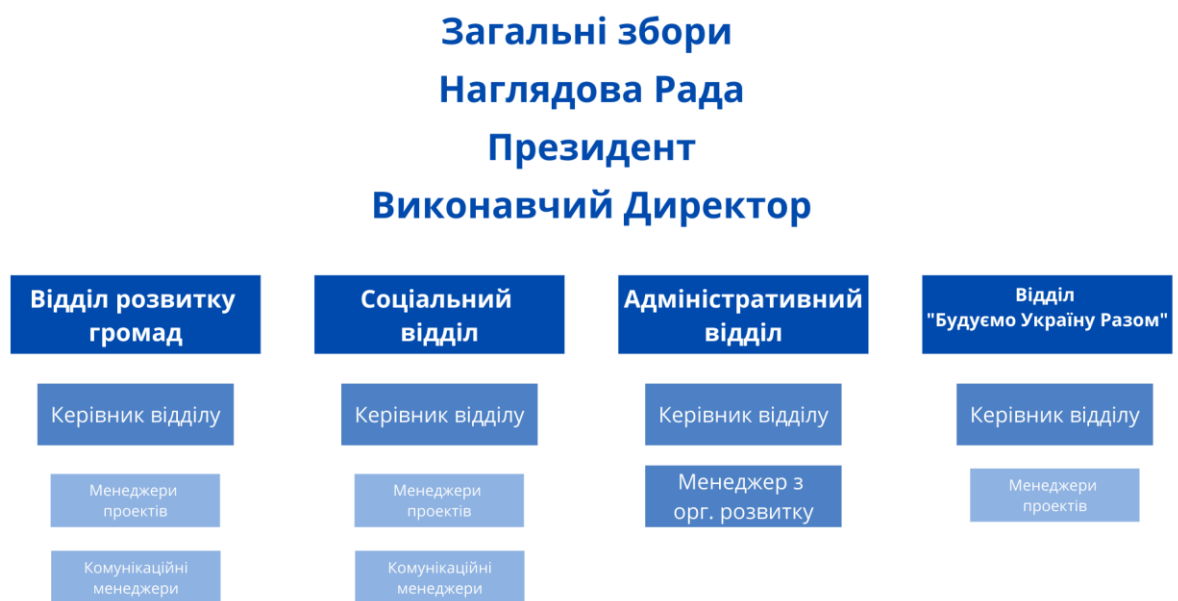 Загальні збори
Наглядова Рада
Президент
Виконавчий Директор
Відділ розвитку
громад
Керівник відділу
Менеджери
проектів
Комунікаційні
менеджери
Соціальний
відділ
Керівник відділу
Менеджери
проектів
Комунікаційні
менеджери
Адміністративний
відділ
Керівник відділу
Менеджер з
орг. розвитку
Відділ
"Будуємо Україну Разом"
Керівник відділу
Менеджери
проектів